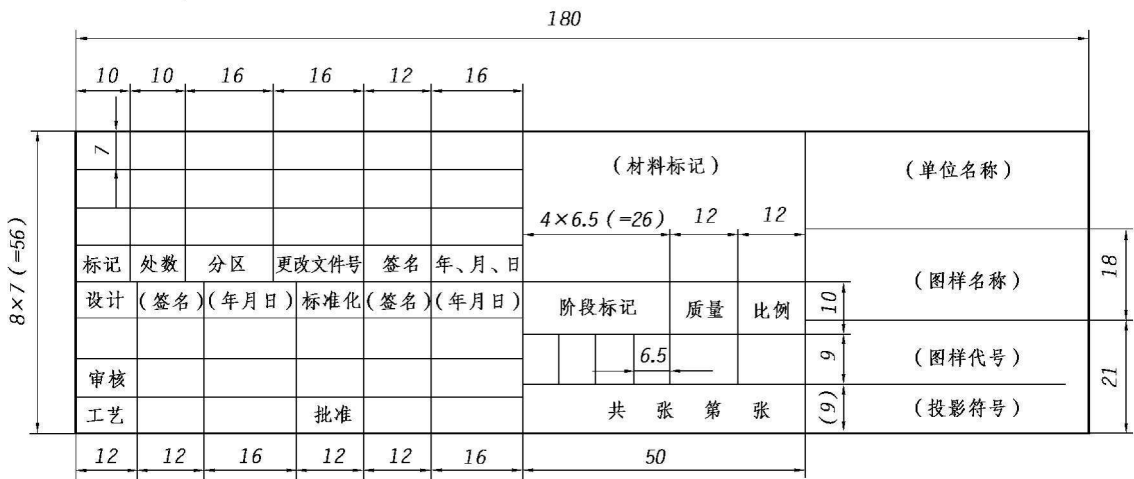 180
10 10 16 16 12 16
7
(材料标记)
(单位名称)
4×6.5(=26) 12 12
8×7(=56)
标记 处数 分区 更改文件号 签名 年、月、日
18
(图样名称)
设计 (签名) (年月日) 标准化 (签名) (年月日)
阶段标记 质量 比例
10
6.5
9
(图样代号)
21
审核
工艺 批准
共 张 第 张
(9)
(投影符号)
12 12 16 12 12 16 50